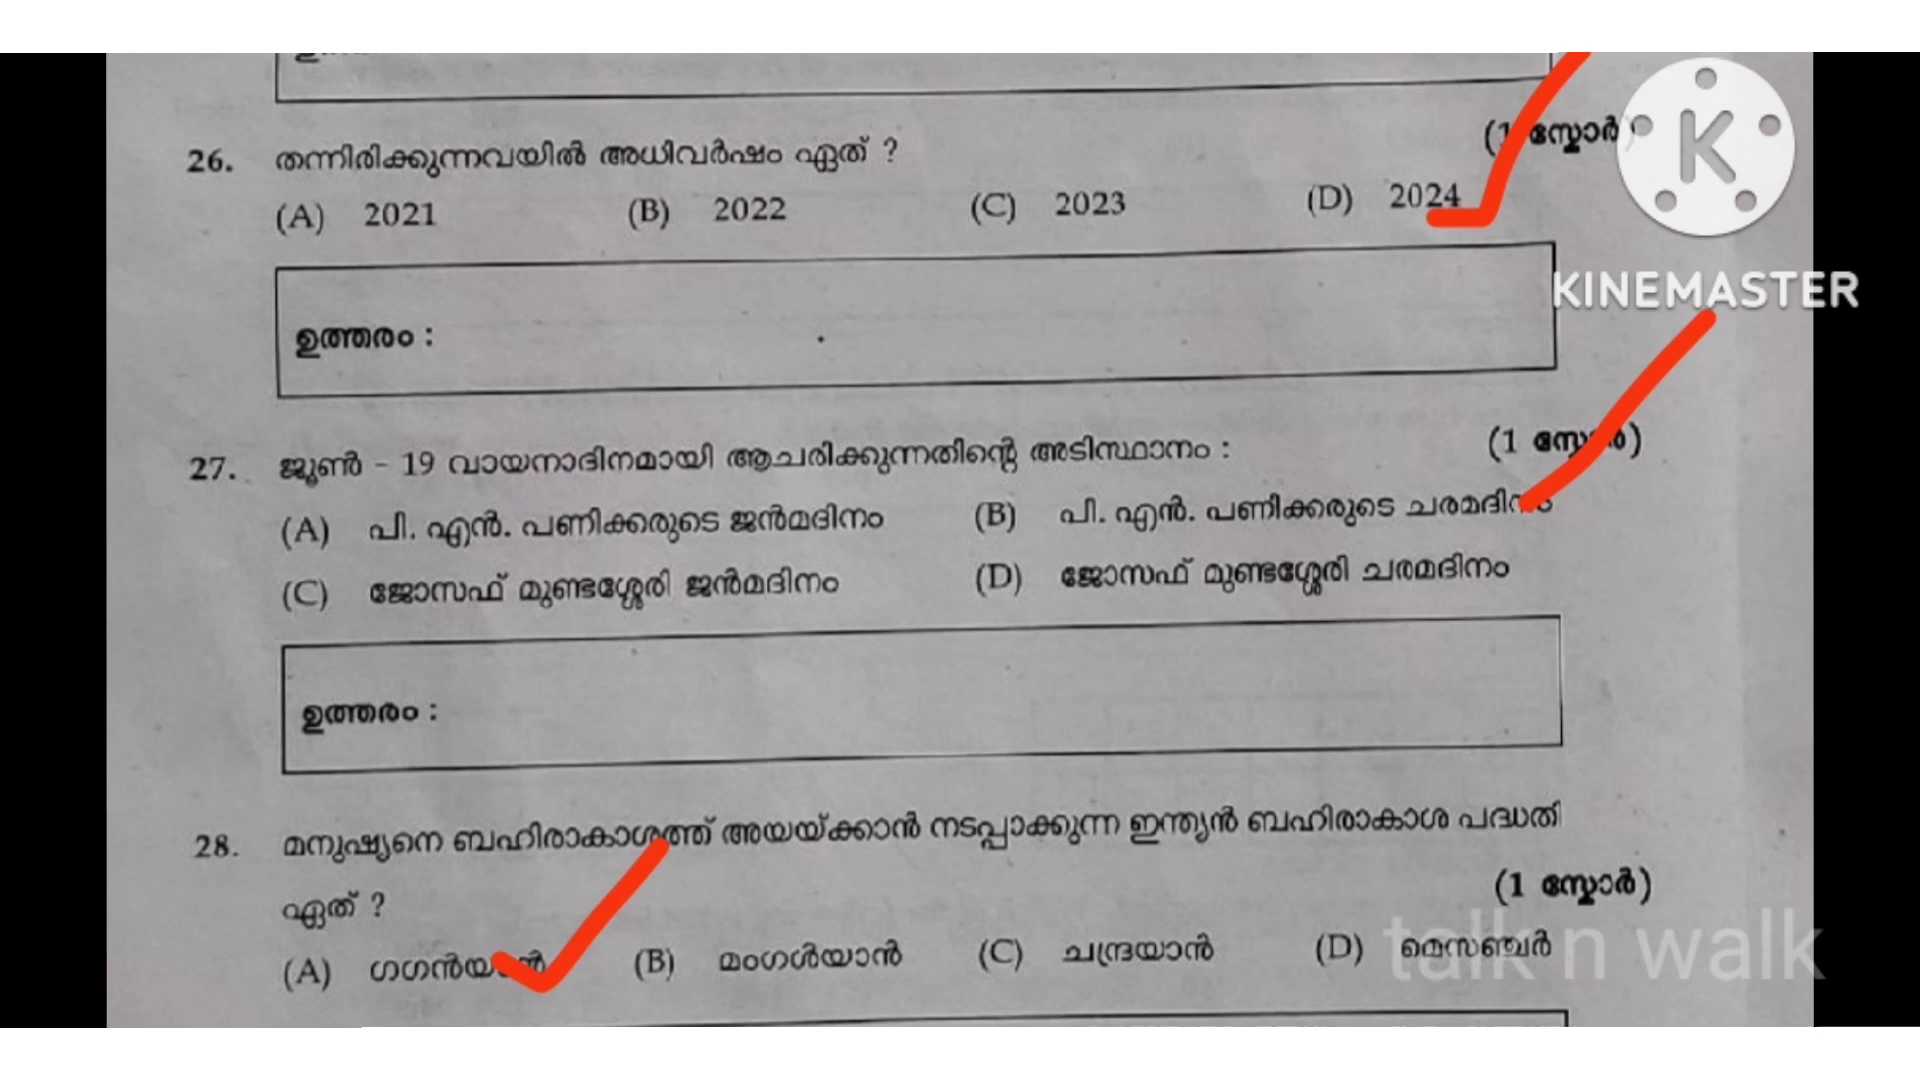 26. തന്നിരിക്കുന്നവയിൽ അധിവർഷം ഏത് ? (1 സ്കോർ)
(A) 2021 (B) 2022 (C) 2023 (D) 2024
K
KINEMASTER
ഉത്തരം :
27. ജൂൺ - 19 വായനാദിനമായി ആചരിക്കുന്നതിന്റെ അടിസ്ഥാനം : (1 സ്കോർ)
(A) പി. എൻ. പണിക്കരുടെ ജൻമദിനം (B) പി. എൻ. പണിക്കരുടെ ചരമദിനം
(C) ജോസഫ് മുണ്ടശ്ശേരി ജൻമദിനം (D) ജോസഫ് മുണ്ടശ്ശേരി ചരമദിനം
ഉത്തരം :
28. മനുഷ്യനെ ബഹിരാകാശത്ത് അയയ്ക്കാൻ നടപ്പാക്കുന്ന ഇന്ത്യൻ ബഹിരാകാശ പദ്ധതി
ഏത് ? (1 സ്കോർ)
(A) ഗഗൻയാൻ (B) മംഗൾയാൻ (C) ചന്ദ്രയാൻ (D) മെസഞ്ചർ
talk n walk